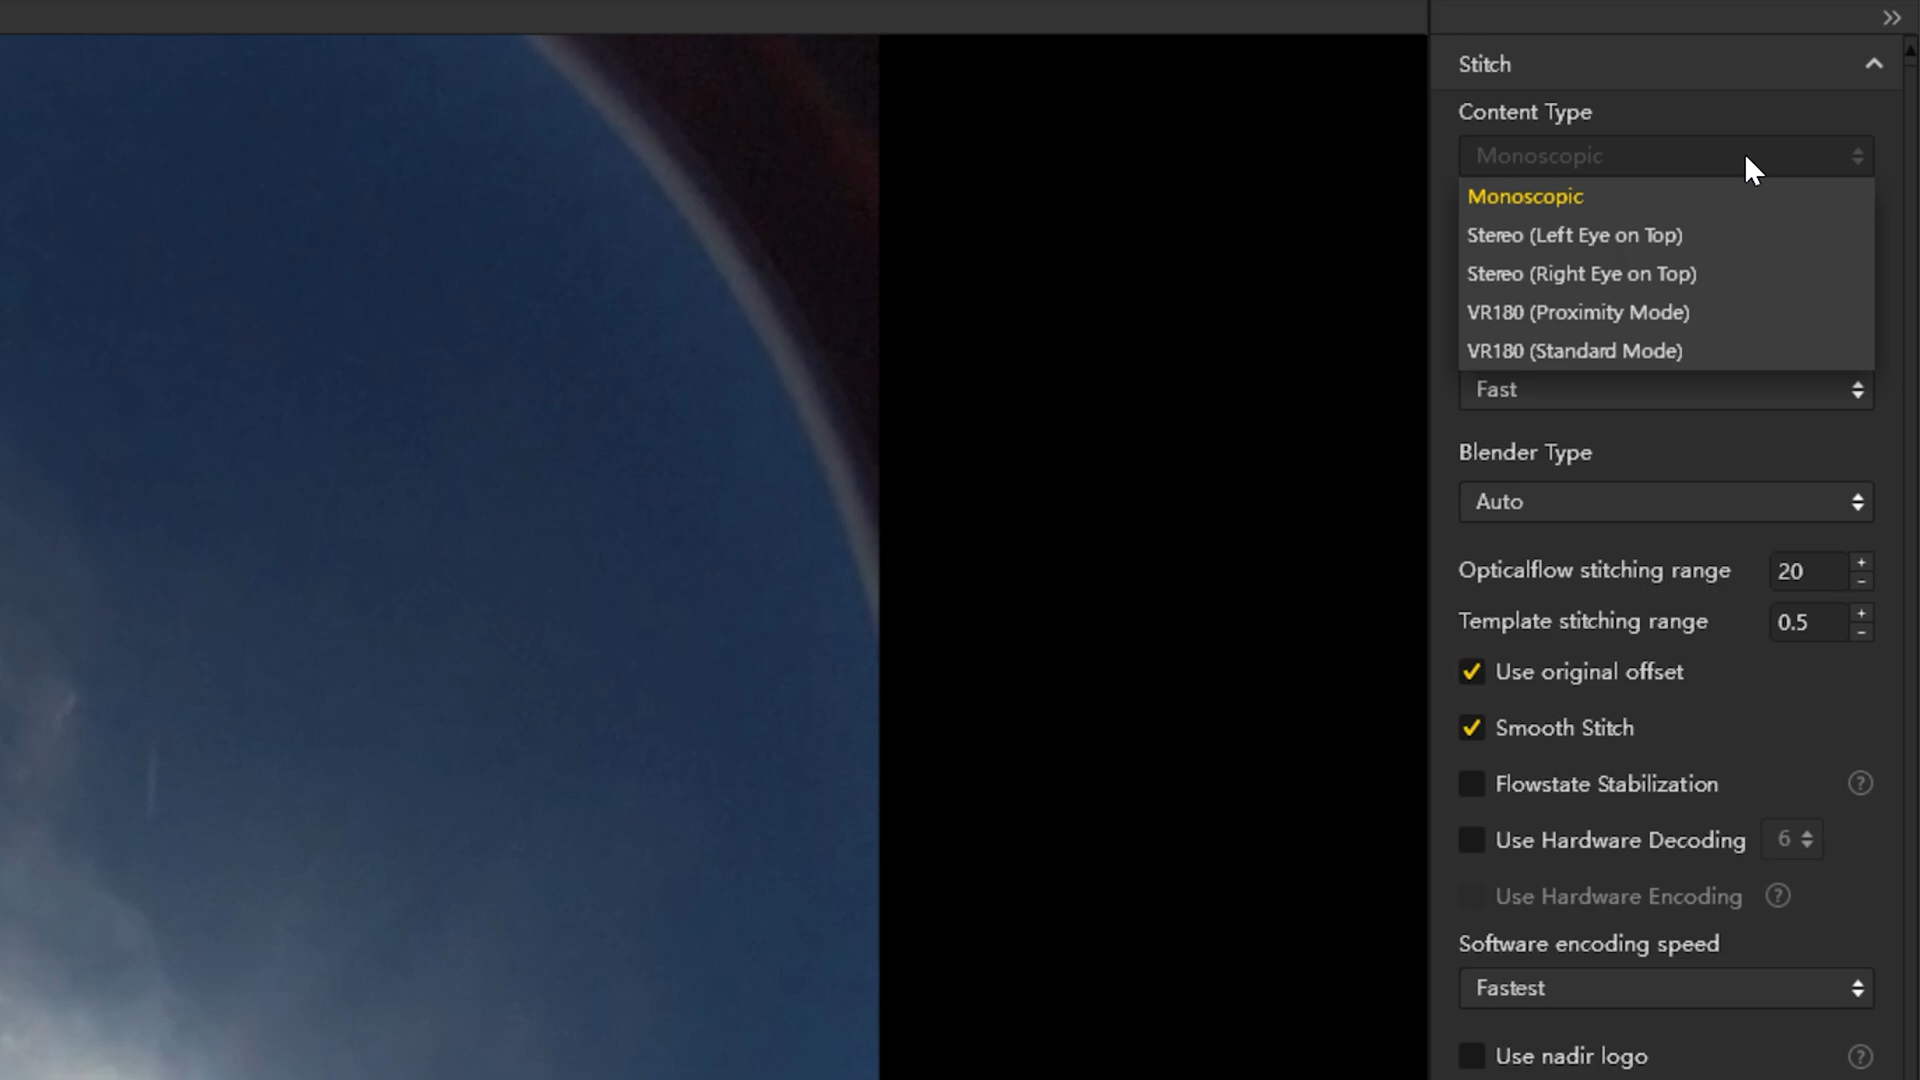 Stitch
Content Type
Monoscopic
Monoscopic
Stereo (Left Eye on Top)
Stereo (Right Eye on Top)
VR180 (Proximity Mode)
VR180 (Standard Mode)
Fast
Blender Type
Auto
Opticalflow stitching range 20
Template stitching range 0.5
Use original offset
Smooth Stitch
Flowstate Stabilization ?
Use Hardware Decoding 6
Use Hardware Encoding ?
Software encoding speed
Fastest
Use nadir logo ?